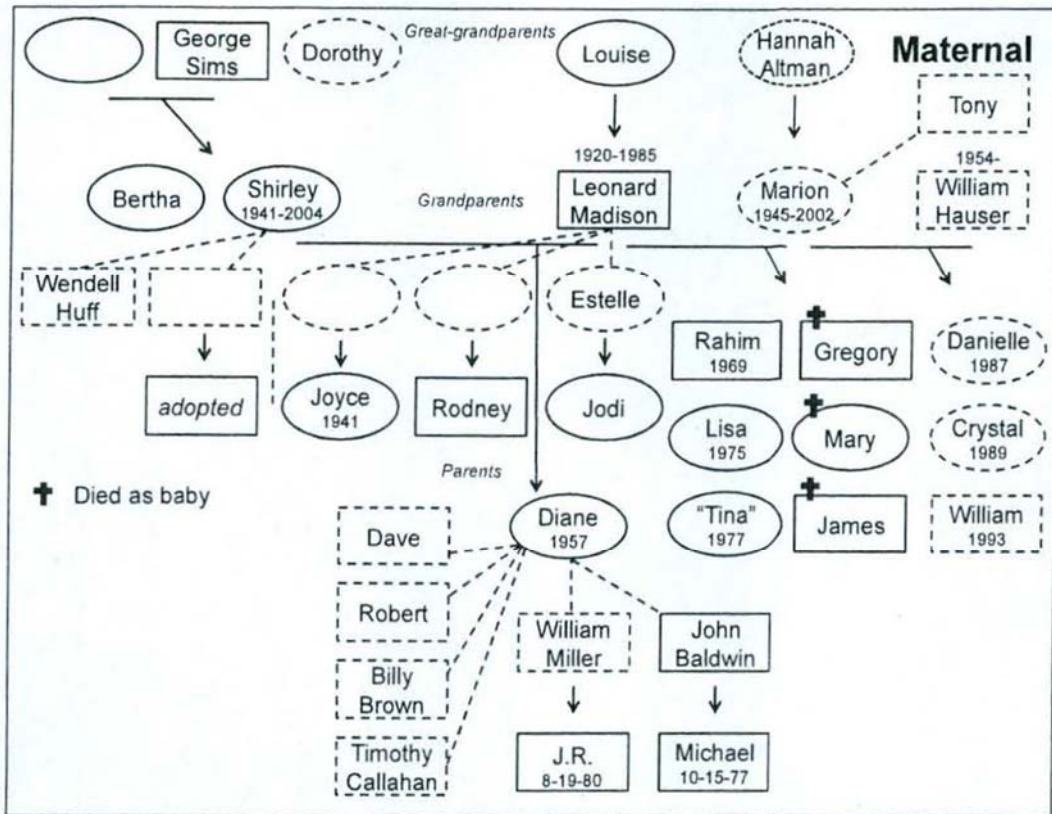 Great-grandparents
Maternal
George
Sims
Dorothy
Louise
Hannah
Altman
Tony
1920-1985
1954-
Bertha
Shirley
1941-2004
Grandparents
Leonard
Madison
Marion
1945-2002
William
Hauser
Wendell
Huff
Estelle
Rahim
1969
Gregory
Danielle
1987
adopted
Joyce
1941
Rodney
Jodi
Lisa
1975
Mary
Crystal
1989
Parents
Died as baby
Diane
1957
"Tina"
1977
James
William
1993
Dave
Robert
William
Miller
John
Baldwin
Billy
Brown
Timothy
Callahan
J.R.
8-19-80
Michael
10-15-77